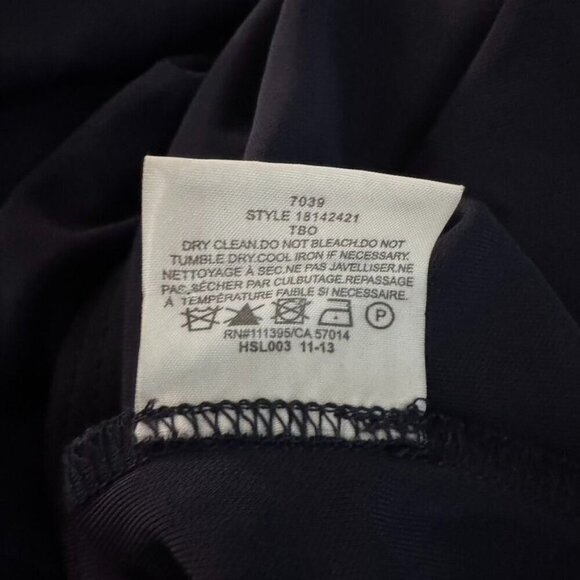 7039
STYLE 18142421
TBO
DRY CLEAN.DO NOT BLEACH.DO NOT
TUMBLE DRY.COOL IRON IF NECESSARY.
NETTOYAGE À SEC.NE PAS JAVELLISER.NE
PAS SÉCHER PAR CULBUTAGE.REPASSAGE
À TEMPÉRATURE FAIBLE SI NECESSAIRE.
P
RN#111395/CA 57014
HSL003 11-13